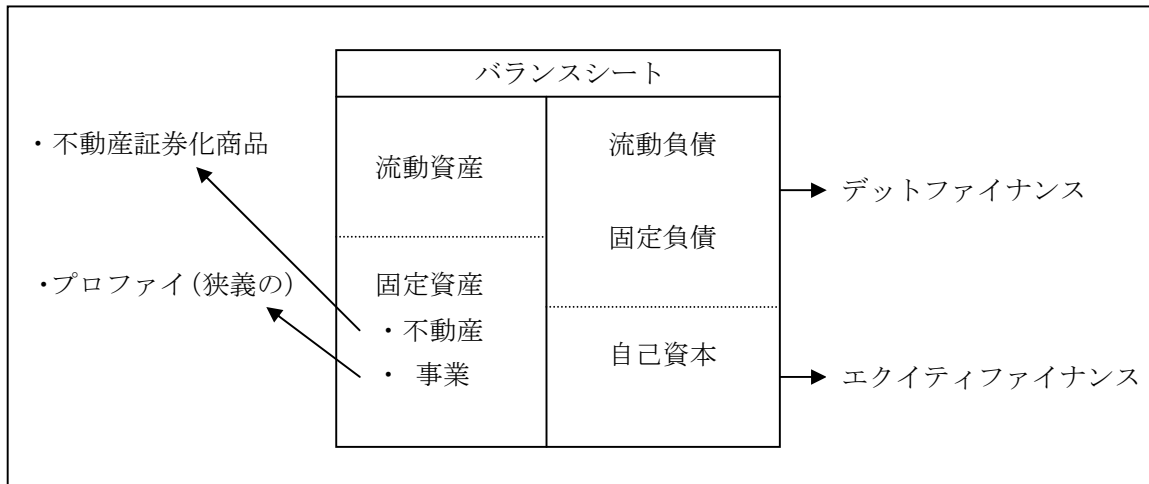 バランスシート
・不動産証券化商品
流動資産
流動負債
デットファイナンス
固定負債
・プロファイ(狭義の)
固定資産
・不動産
・ 事業
自己資本
エクイティファイナンス